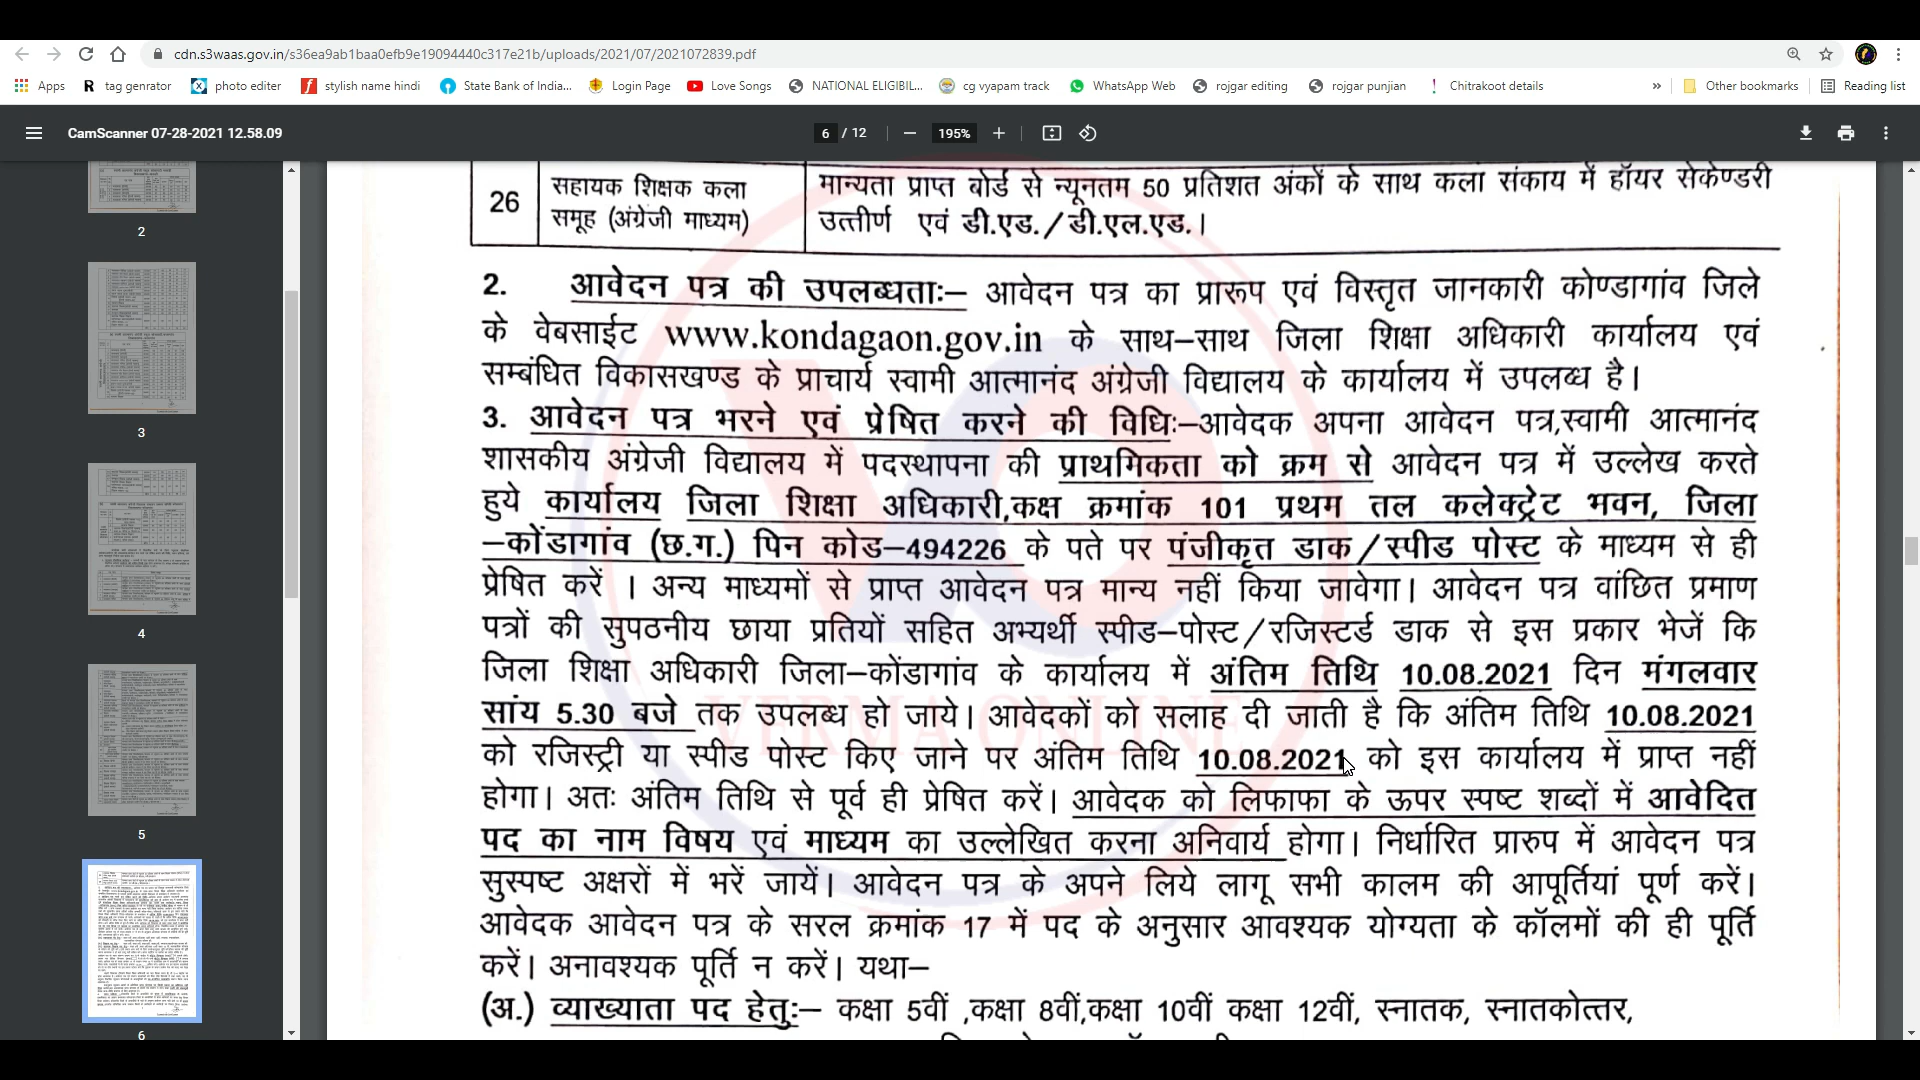 cdn.s3waas.gov.in/s36ea9ab1baa0efb9e19094440c317e21b/uploads/2021/07/2021072839.pdf
Apps R tag genrator photo editer stylish name hindi State Bank of India... Login Page Love Songs NATIONAL ELIGIBIL... cg vyapam track WhatsApp Web rojgar editing rojgar punjian Chitrakoot details » Other bookmarks Reading list
CamScanner 07-28-2021 12.58.09 6 / 12 195%
2
3
4
5
6
26 सहायक शिक्षक कला समूह (अंग्रेजी माध्यम) मान्यता प्राप्त बोर्ड से न्यूनतम 50 प्रतिशत अंकों के साथ कला संकाय में हॉयर सेकेण्डरी
उत्तीर्ण एवं डी.एड./डी.एल.एड.।
2. आवेदन पत्र की उपलब्धताः– आवेदन पत्र का प्रारूप एवं विस्तृत जानकारी कोण्डागांव जिले
के वेबसाईट www.kondagaon.gov.in के साथ–साथ जिला शिक्षा अधिकारी कार्यालय एवं
सम्बंधित विकासखण्ड के प्राचार्य स्वामी आत्मानंद अंग्रेजी विद्यालय के कार्यालय में उपलब्ध है।
3. आवेदन पत्र भरने एवं प्रेषित करने की विधिः–आवेदक अपना आवेदन पत्र,स्वामी आत्मानंद
शासकीय अंग्रेजी विद्यालय में पदस्थापना की प्राथमिकता को क्रम से आवेदन पत्र में उल्लेख करते
हुये कार्यालय जिला शिक्षा अधिकारी,कक्ष क्रमांक 101 प्रथम तल कलेक्ट्रेट भवन, जिला
–कोंडागांव (छ.ग.) पिन कोड–494226 के पते पर पंजीकृत डाक/स्पीड पोस्ट के माध्यम से ही
प्रेषित करें । अन्य माध्यमों से प्राप्त आवेदन पत्र मान्य नहीं किया जावेगा। आवेदन पत्र वांछित प्रमाण
पत्रों की सुपठनीय छाया प्रतियों सहित अभ्यर्थी स्पीड–पोस्ट/रजिस्टर्ड डाक से इस प्रकार भेजें कि
जिला शिक्षा अधिकारी जिला–कोंडागांव के कार्यालय में अंतिम तिथि 10.08.2021 दिन मंगलवार
सांय 5.30 बजे तक उपलब्ध हो जाये। आवेदकों को सलाह दी जाती है कि अंतिम तिथि 10.08.2021
को रजिस्ट्री या स्पीड पोस्ट किए जाने पर अंतिम तिथि 10.08.2021 को इस कार्यालय में प्राप्त नहीं
होगा। अतः अंतिम तिथि से पूर्व ही प्रेषित करें। आवेदक को लिफाफा के ऊपर स्पष्ट शब्दों में आवेदित
पद का नाम विषय एवं माध्यम का उल्लेखित करना अनिवार्य होगा। निर्धारित प्रारुप में आवेदन पत्र
सुस्पष्ट अक्षरों में भरें जायें। आवेदन पत्र के अपने लिये लागू सभी कालम की आपूर्तियां पूर्ण करें।
आवेदक आवेदन पत्र के सरल क्रमांक 17 में पद के अनुसार आवश्यक योग्यता के कॉलमों की ही पूर्ति
करें। अनावश्यक पूर्ति न करें। यथा–
(अ.) व्याख्याता पद हेतुः– कक्षा 5वीं ,कक्षा 8वीं,कक्षा 10वीं कक्षा 12वीं, स्नातक, स्नातकोत्तर,
VERMA ONLINE